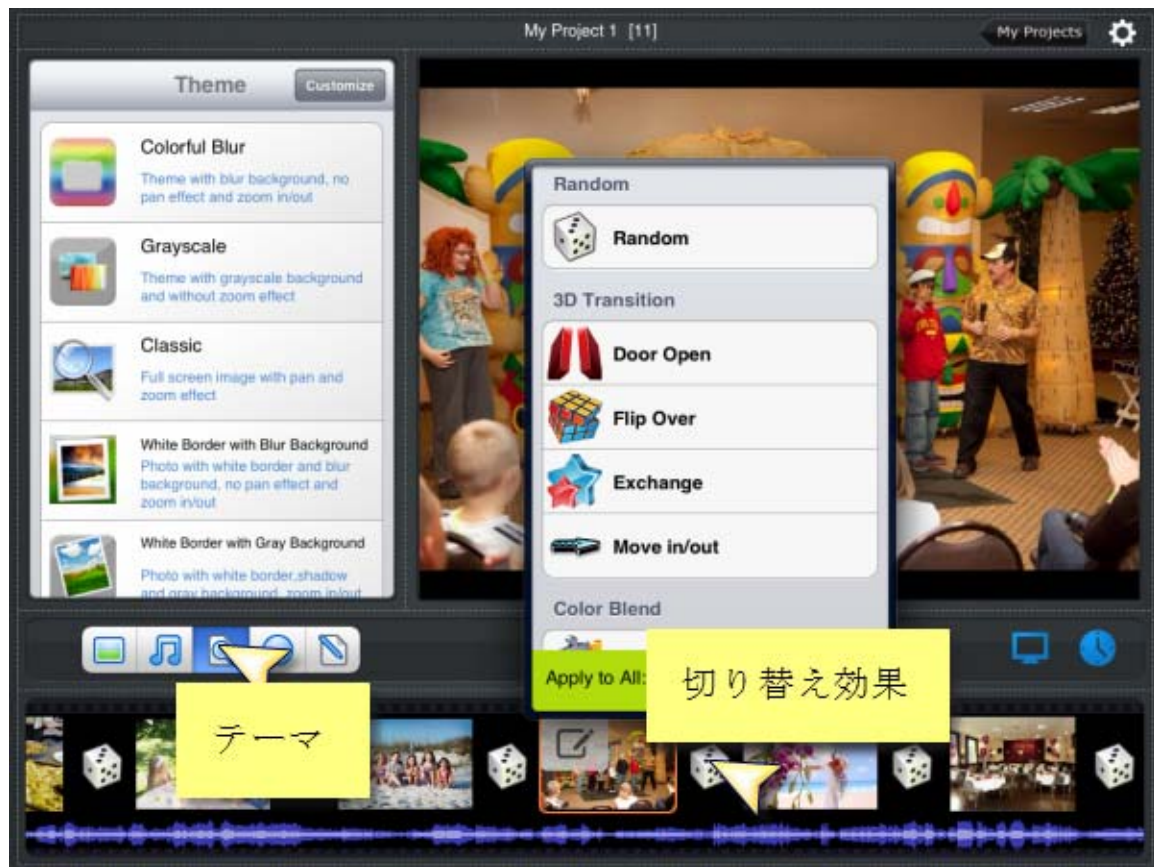 My Project 1 [11]
My Projects
Theme
Customize
Colorful Blur
Theme with blur background, no
pan effect and zoom in/out
Grayscale
Theme with grayscale background
and without zoom effect
Classic
Full screen image with pan and
zoom effect
White Border with Blur Background
Photo with white border and blur
background, no pan effect and
zoom in/out
White Border with Gray Background
Photo with white border,shadow
and gray background, zoom in/out
Random
Random
3D Transition
Door Open
Flip Over
Exchange
Move in/out
Color Blend
Apply to All:
切り替え効果
テーマ